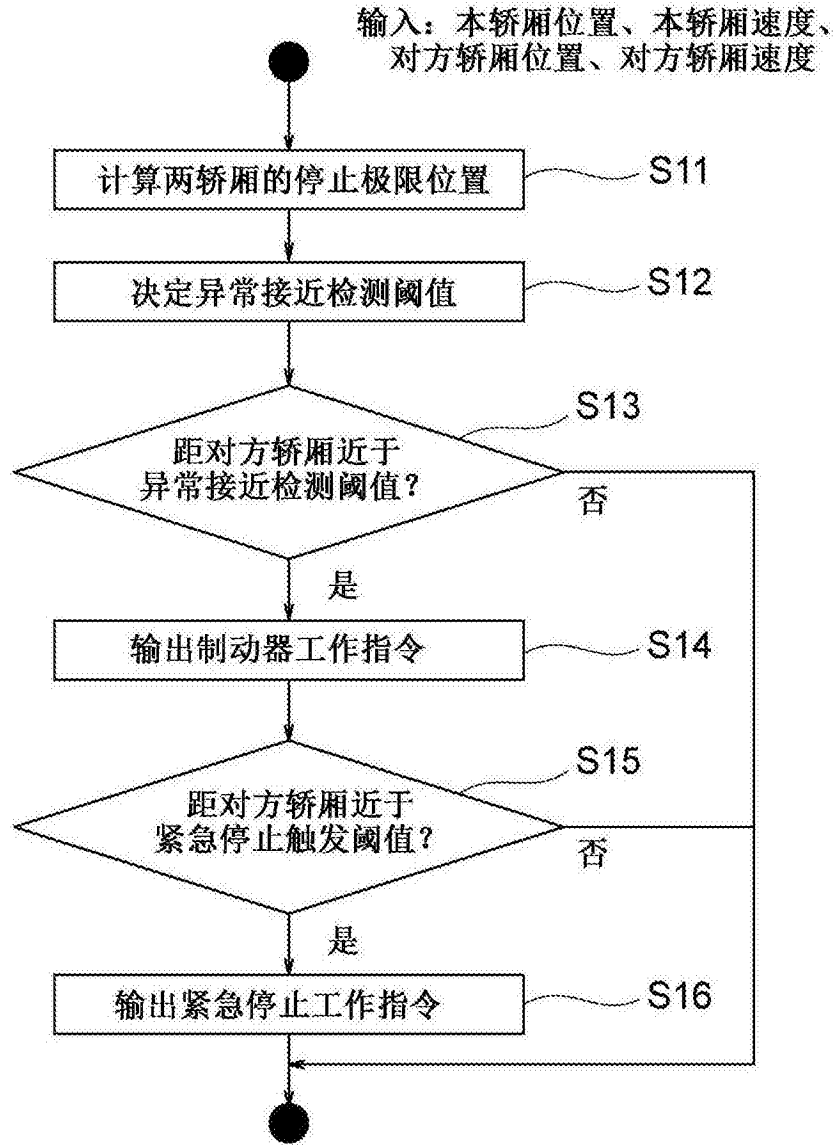 输入：本轿厢位置、本轿厢速度、
对方轿厢位置、对方轿厢速度
计算两轿厢的停止极限位置
S11
决定异常接近检测阈值
S12
S13
距对方轿厢近于
异常接近检测阈值？
否
是
输出制动器工作指令
S14
S15
距对方轿厢近于
紧急停止触发阈值？
否
是
输出紧急停止工作指令
S16